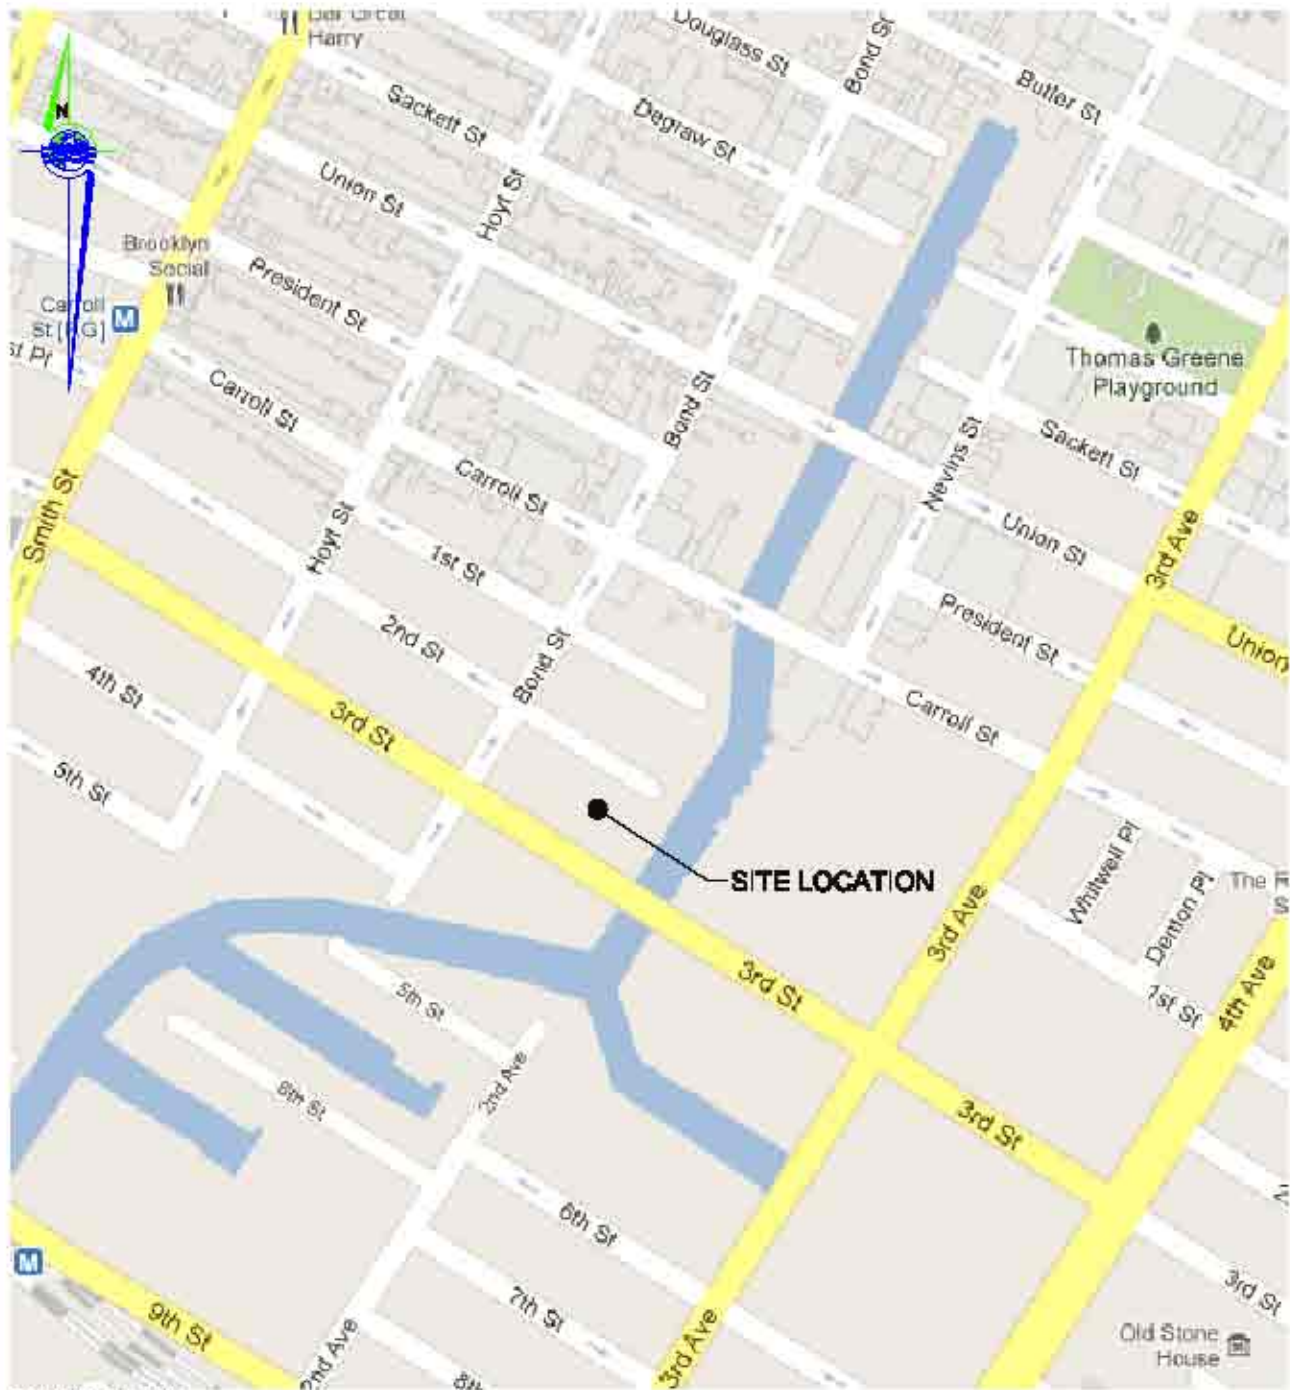 Bar Great
Harry
Douglass St
Bond St
Butler St
N
Sackett St
Degraw St
Union St
Hoyt St
Brooklyn
Social
President St
Carroll
M
Thomas Greene
Playground
Carroll St
Bond St
Nevins St
Sackett St
Smith St
Hoyt St
Carroll St
1st St
Union St
3rd Ave
2nd St
President St
Union
4th St
Bond St
3rd St
Carroll St
5th St
Whitwell Pl
SITE LOCATION
3rd Ave
Denton Pl
The
3rd St
1st St
4th Ave
5th St
2nd Ave
6th St
3rd St
6th St
M
3rd St
9th St
7th St
2nd Ave
3rd Ave
Old Stone
House
8th